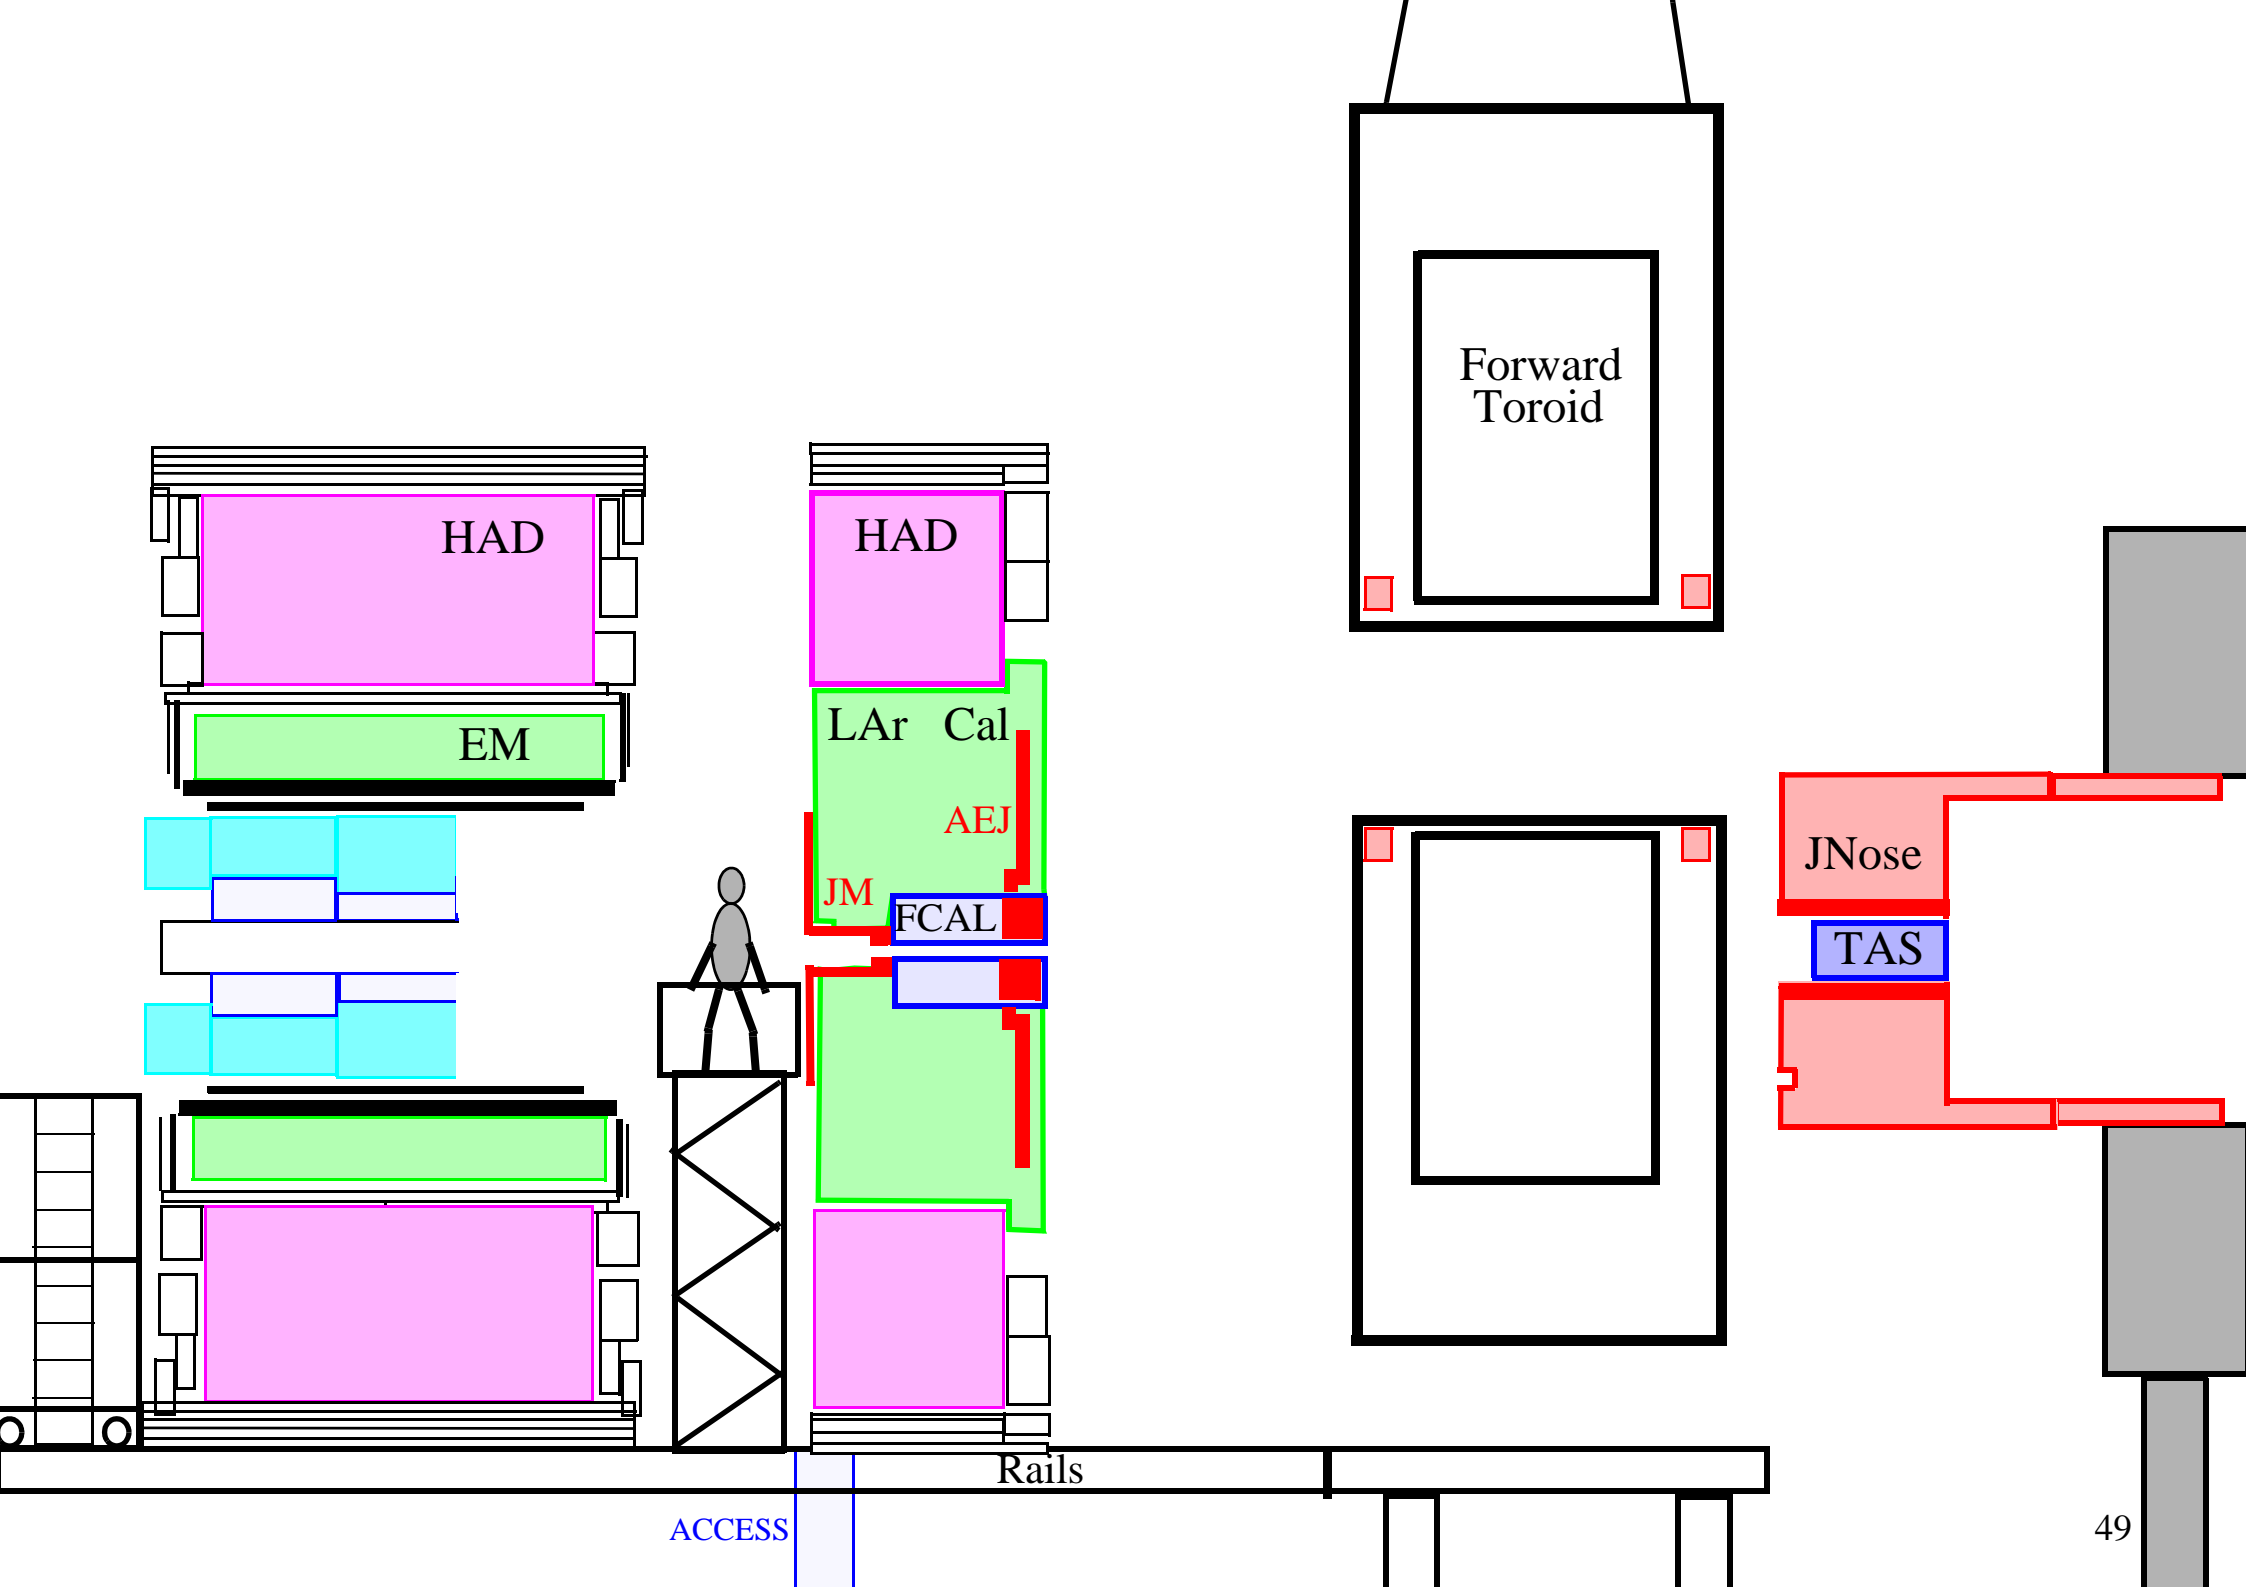 Forward
Toroid
HAD
HAD
EM
LAr Cal
AEJ
JM
FCAL
JNose
TAS
Rails
ACCESS
49